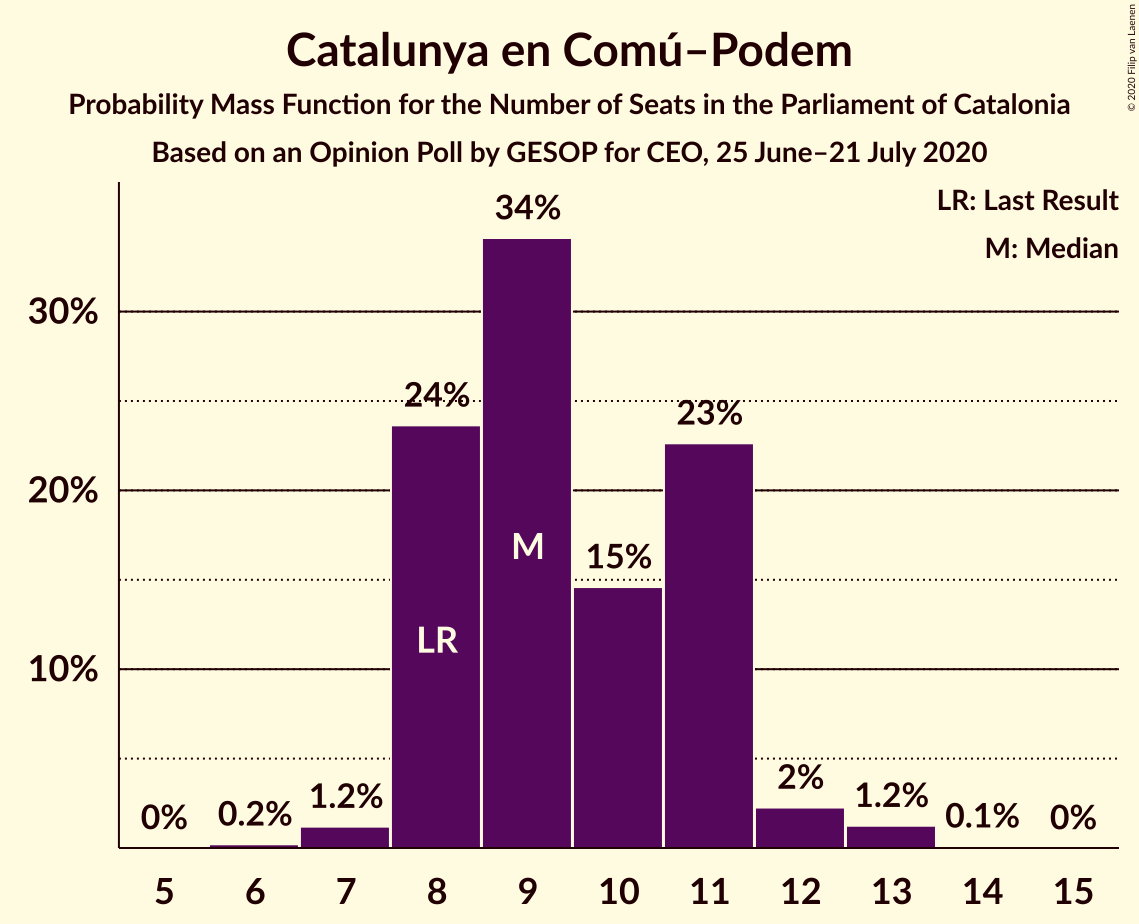 Catalunya en Comú–Podem
Probability Mass Function for the Number of Seats in the Parliament of Catalonia
Based on an Opinion Poll by GESOP for CEO, 25 June–21 July 2020
© 2020 Filip van Laenen
LR: Last Result
M: Median
34%
30%
24%
23%
20%
M
15%
LR
10%
2%
1.2%
1.2%
0%
0.2%
0.1%
0%
5 6 7 8 9 10 11 12 13 14 15